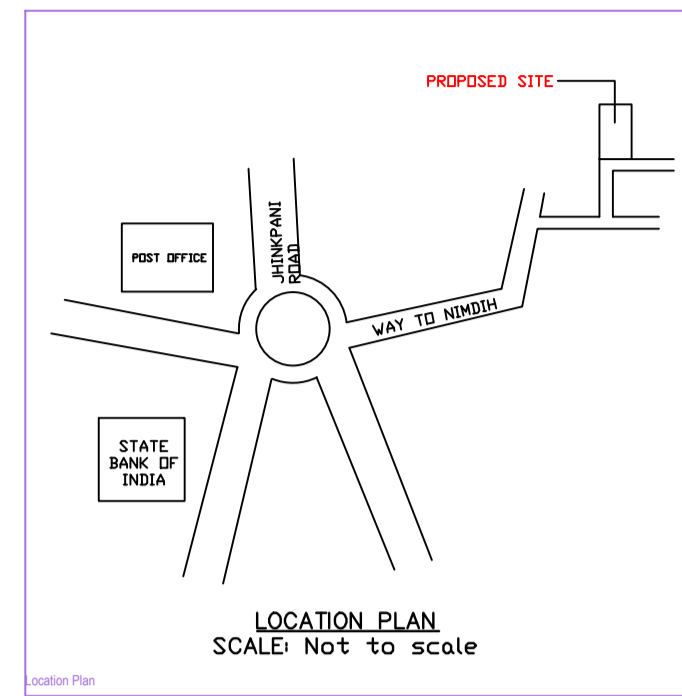 PROPOSED SITE
JHINKPANI
ROAD
POST OFFICE
WAY TO NIMDIH
STATE
BANK OF
INDIA
LOCATION PLAN
SCALE: Not to scale
Location Plan